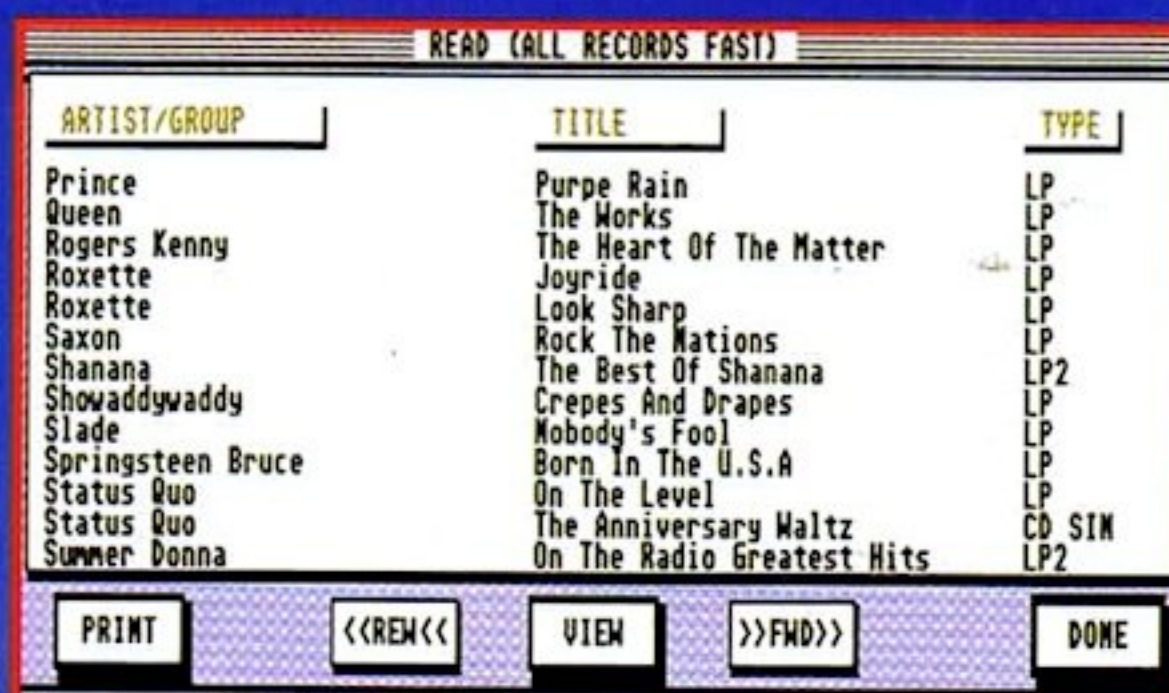 READ (ALL RECORDS FAST)
ARTIST/GROUP TITLE TYPE
Prince Purpe Rain LP
Queen The Works LP
Rogers Kenny The Heart Of The Matter LP
Roxette Joyride LP
Roxette Look Sharp LP
Saxon Rock The Nations LP
Shanana The Best Of Shanana LP2
Showaddywaddy Crepes And Drapes LP
Slade Nobody's Fool LP
Springsteen Bruce Born In The U.S.A LP
Status Quo On The Level LP
Status Quo The Anniversary Waltz CD SIN
Summer Donna On The Radio Greatest Hits LP2
PRINT <<REW<< VIEW >>FWD>> DONE